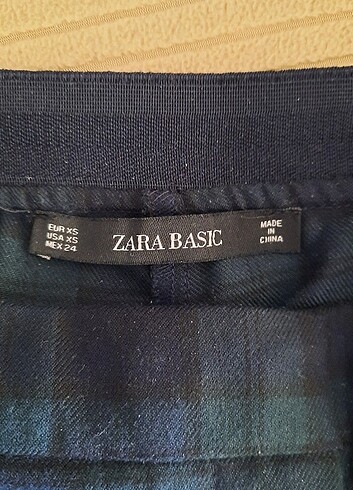 EUR XS
USA XS
MEX 24
ZARA BASIC
MADE
IN
CHINA